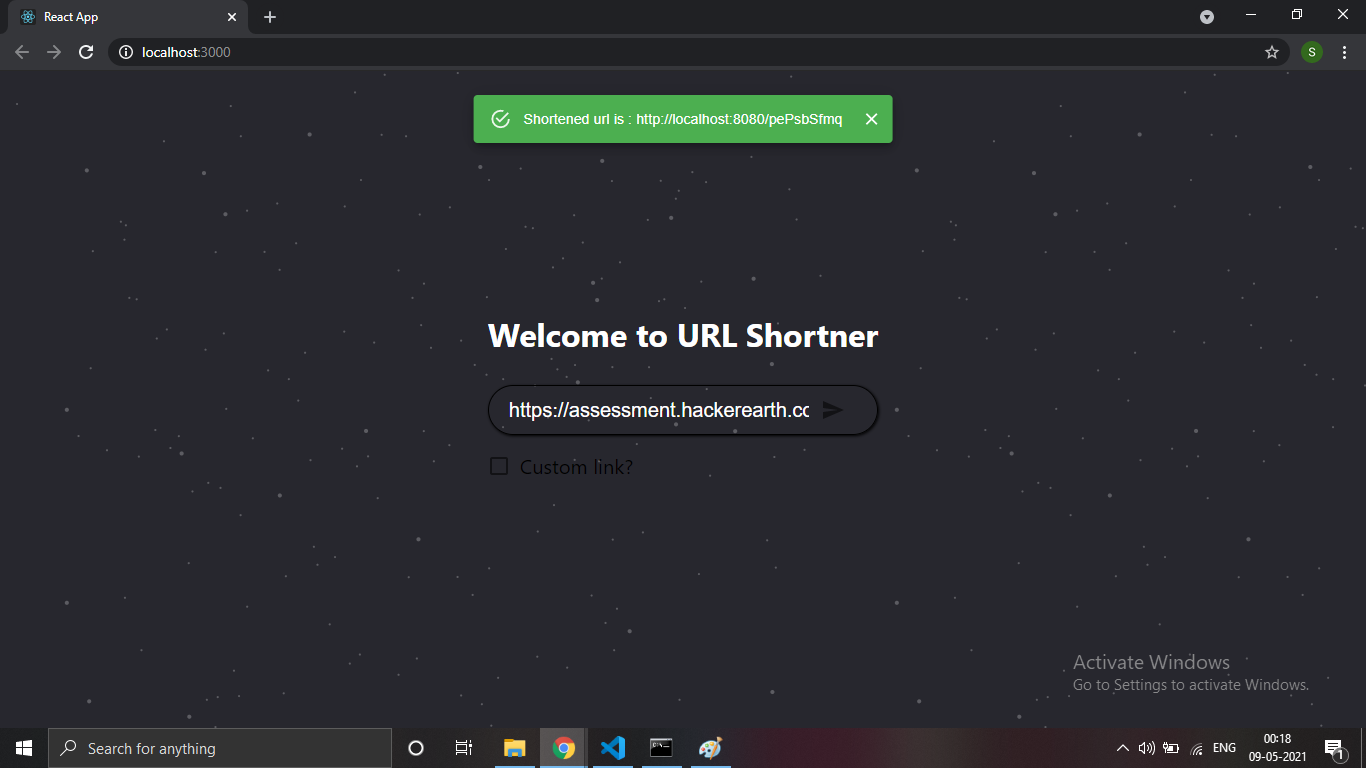 React App
localhost:3000
S
Shortened url is : http://localhost:8080/pePsbSfmq
Welcome to URL Shortner
https://assessment.hackerearth.co
Custom link?
Activate Windows
Go to Settings to activate Windows.
Search for anything
ENG
00:18
09-05-2021
1